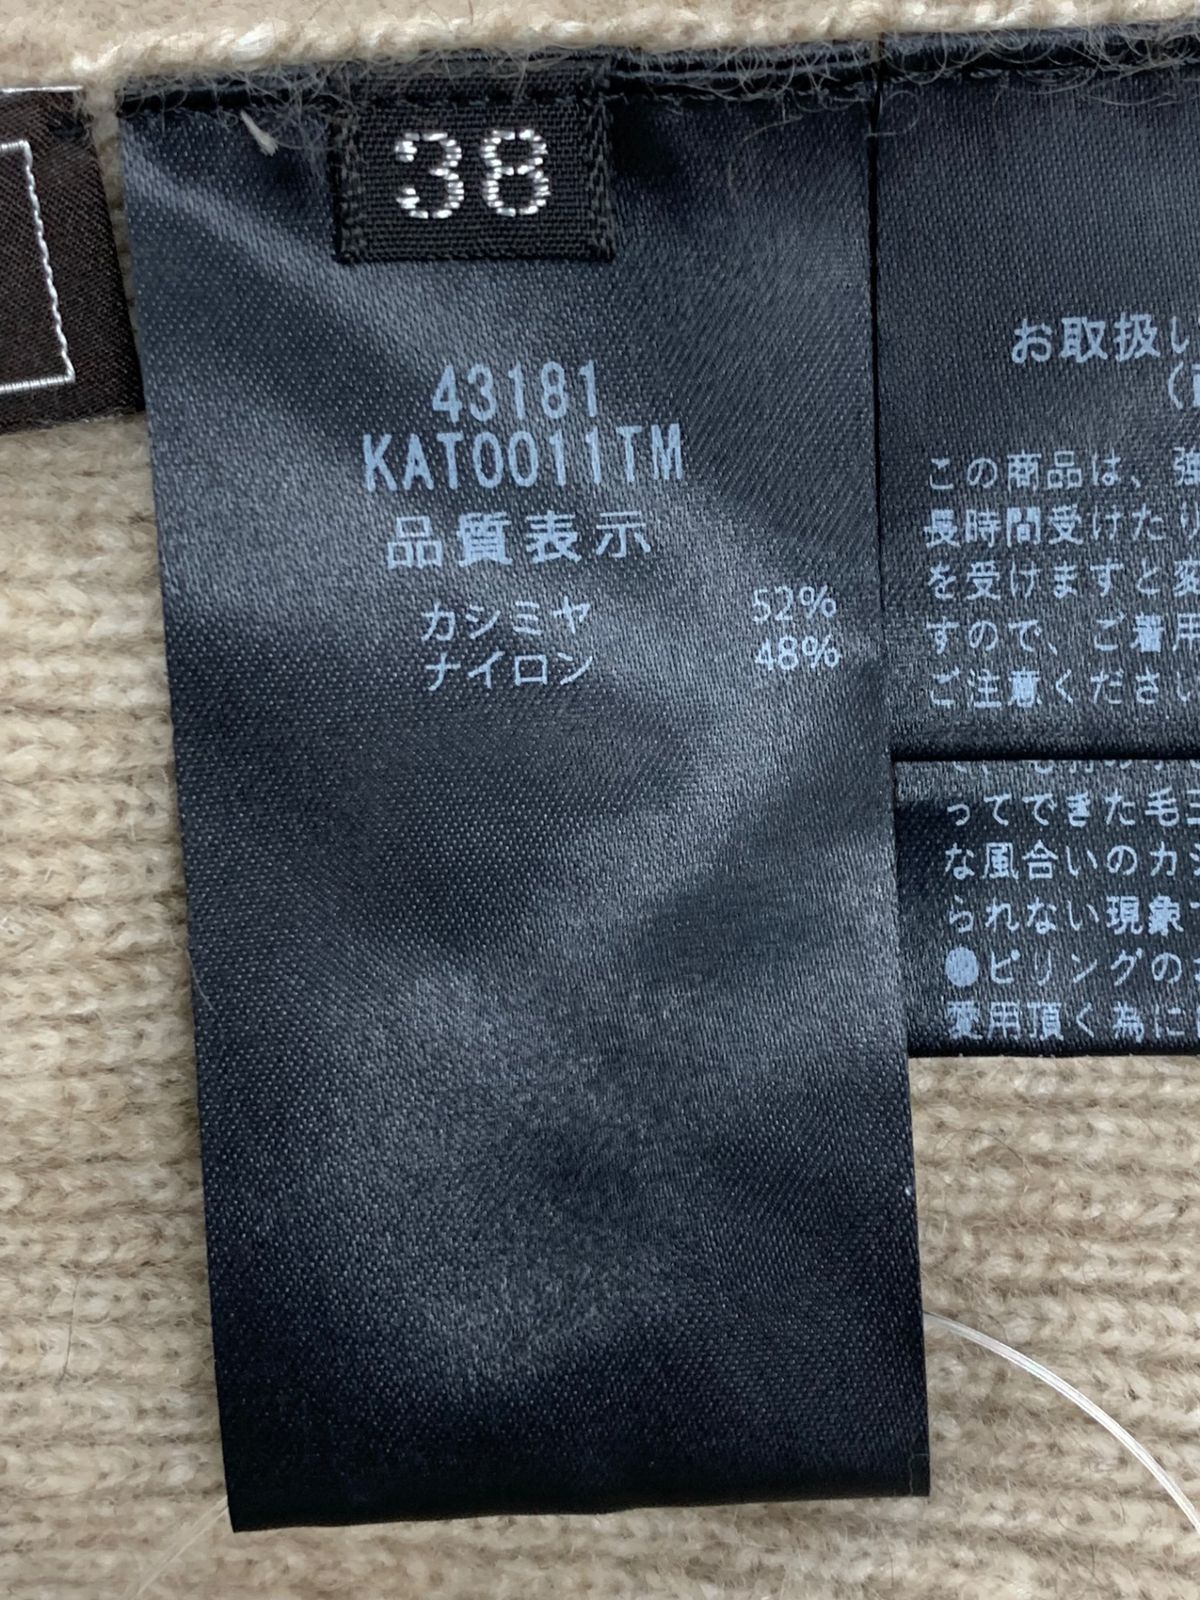 38
43181
KAT0011TM
品質表示
カシミヤ 52%
ナイロン 48%
お取扱い
この商品は、強
長時間受けたり
を受けますと変
すので、ご着用
ご注意ください
ってできた毛玉
な風合いのカシ
られない現象で
●ピリングの
愛用頂く為に